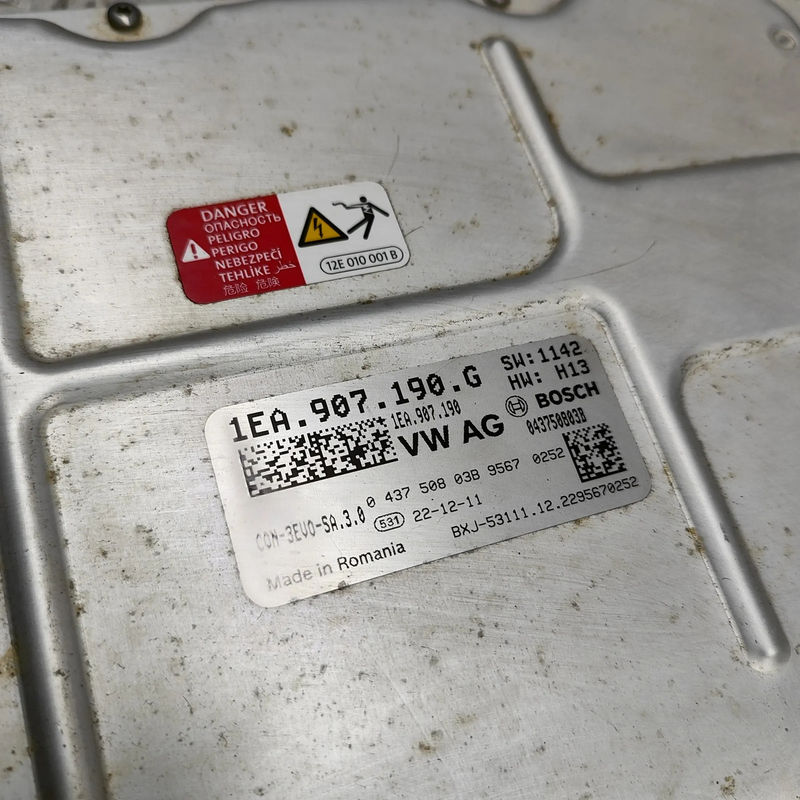 DANGER
ОПАСНОСТЬ
PELIGRO
PERIGO
NEBEZPEČÍ
TEHLİKE خطر
危险 危険
12E 010 001 B
1EA.907.190.G
SW:1142
HW: H13
1EA.907.190
VW AG
BOSCH
043750803B
0 437 508 03B 9567 0252
CON-3EVO-SA.3.0
531 22-12-11
BXJ-53111.12.2295670252
Made in Romania